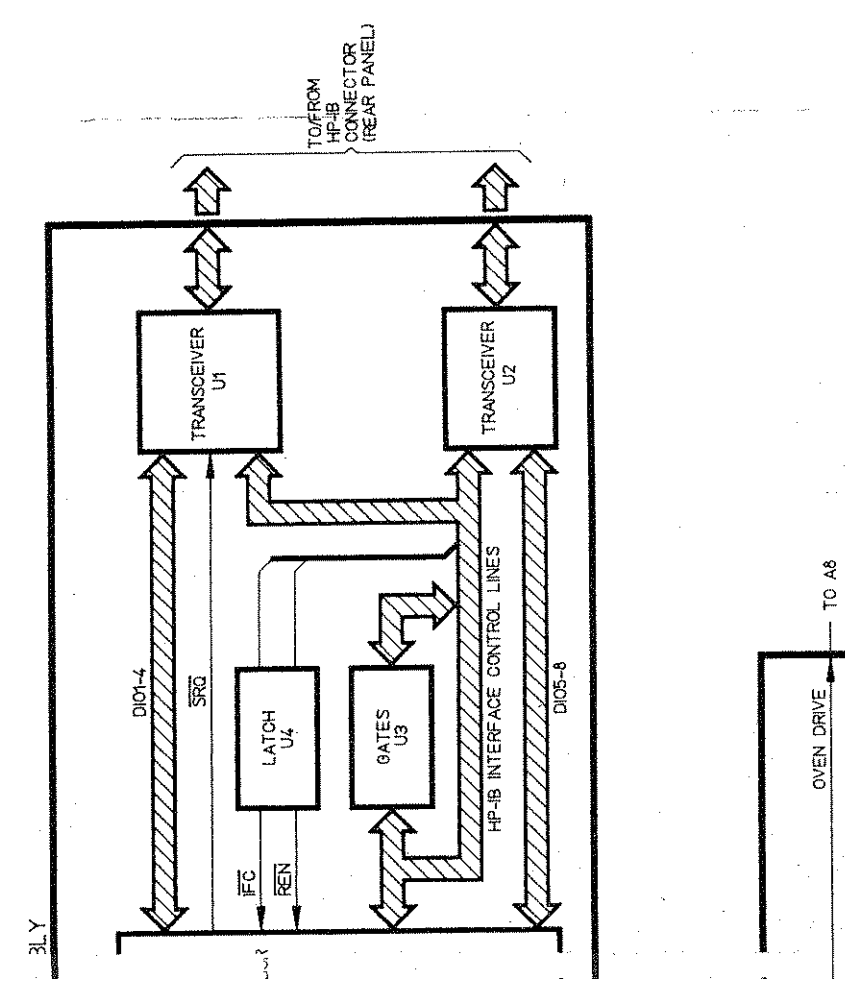 TO/FROM
HP-IB
CONNECTOR
(REAR PANEL)
TRANSCEIVER
U1
TRANSCEIVER
U2
DIO1-4
SRQ
LATCH
U4
GATES
U3
HP-IB INTERFACE CONTROL LINES
DIO5-8
IFC
REN
BLY
OVEN DRIVE
TO A8